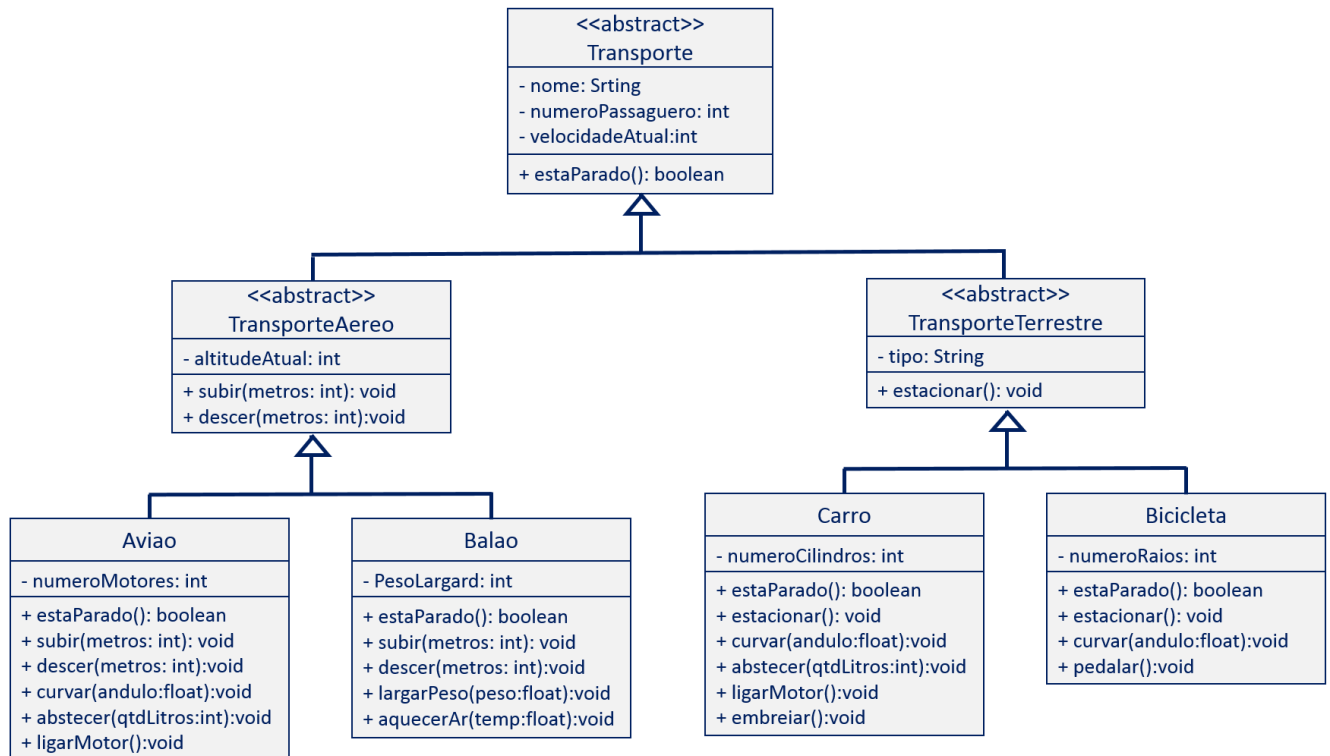 <<abstract>>
Transporte
- nome: Srting
- numeroPassaguero: int
- velocidadeAtual:int
+ estaParado(): boolean
<<abstract>>
TransporteAereo
- altitudeAtual: int
+ subir(metros: int): void
+ descer(metros: int):void
<<abstract>>
TransporteTerrestre
- tipo: String
+ estacionar(): void
Aviao
- numeroMotores: int
+ estaParado(): boolean
+ subir(metros: int): void
+ descer(metros: int):void
+ curvar(andulo:float):void
+ abstecer(qtdLitros:int):void
+ ligarMotor():void
Balao
- PesoLargard: int
+ estaParado(): boolean
+ subir(metros: int): void
+ descer(metros: int):void
+ largarPeso(peso:float):void
+ aquecerAr(temp:float):void
Carro
- numeroCilindros: int
+ estaParado(): boolean
+ estacionar(): void
+ curvar(andulo:float):void
+ abstecer(qtdLitros:int):void
+ ligarMotor():void
+ embreiar():void
Bicicleta
- numeroRaios: int
+ estaParado(): boolean
+ estacionar(): void
+ curvar(andulo:float):void
+ pedalar():void